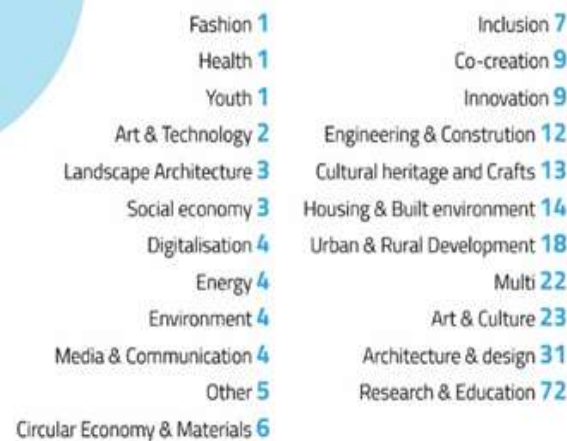 Fashion 1
Health 1
Youth 1
Art & Technology 2
Landscape Architecture 3
Social economy 3
Digitalisation 4
Energy 4
Environment 4
Media & Communication 4
Other 5
Circular Economy & Materials 6
Inclusion 7
Co-creation 9
Innovation 9
Engineering & Constrution 12
Cultural heritage and Crafts 13
Housing & Built environment 14
Urban & Rural Development 18
Multi 22
Art & Culture 23
Architecture & design 31
Research & Education 72